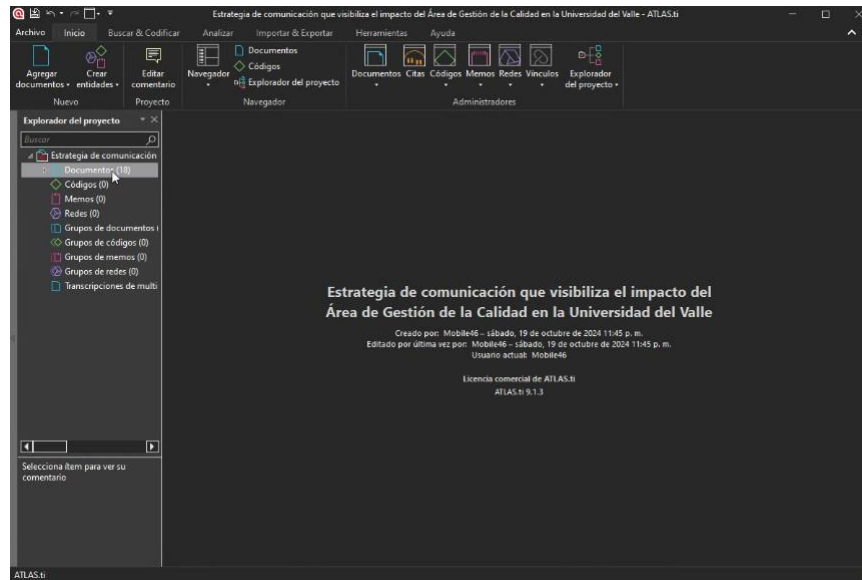 Estrategia de comunicación que visibiliza el impacto del Área de Gestión de la Calidad en la Universidad del Valle - ATLAS.ti
Archivo Inicio Buscar & Codificar Analizar Importar & Exportar Herramientas Ayuda
Agregar documentos Crear entidades Editar comentario Navegador
Documentos
Códigos
Explorador del proyecto
Documentos Citas Códigos Memos Redes Vínculos Explorador del proyecto
Nuevo Proyecto Navegador Administradores
Explorador del proyecto
Buscar
Estrategia de comunicación
Documentos (18)
Códigos (0)
Memos (0)
Redes (0)
Grupos de documentos
Grupos de códigos (0)
Grupos de memos (0)
Grupos de redes (0)
Transcripciones de multi
Estrategia de comunicación que visibiliza el impacto del
Área de Gestión de la Calidad en la Universidad del Valle
Creado por: Mobile46 – sábado, 19 de octubre de 2024 11:45 p. m.
Editado por última vez por: Mobile46 – sábado, 19 de octubre de 2024 11:45 p. m.
Usuario actual: Mobile46
Licencia comercial de ATLAS.ti
ATLAS.ti 9.1.3
Selecciona ítem para ver su
comentario
ATLAS.ti